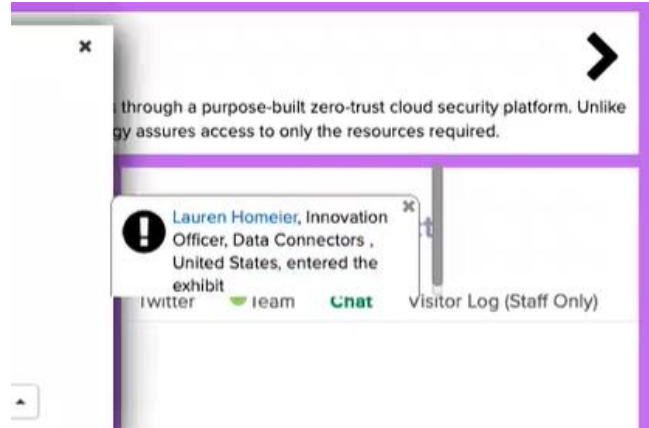 through a purpose-built zero-trust cloud security platform. Unlike
gy assures access to only the resources required.
Lauren Homeier, Innovation
Officer, Data Connectors ,
United States, entered the
exhibit
Twitter Team Chat Visitor Log (Staff Only)